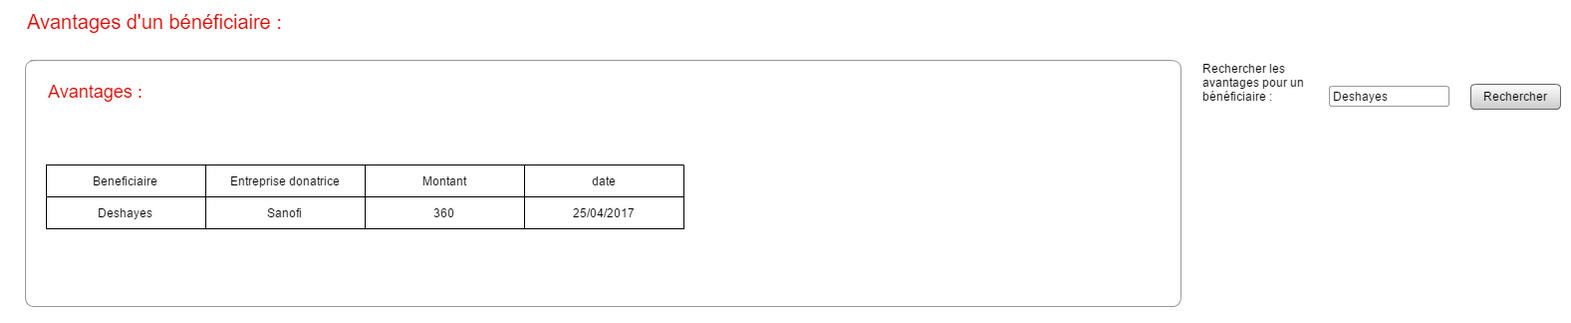 Avantages d'un bénéficiaire :
Avantages :
Beneficiaire Entreprise donatrice Montant date
Deshayes Sanofi 360 25/04/2017
Rechercher les
avantages pour un
bénéficiaire :
Deshayes
Rechercher